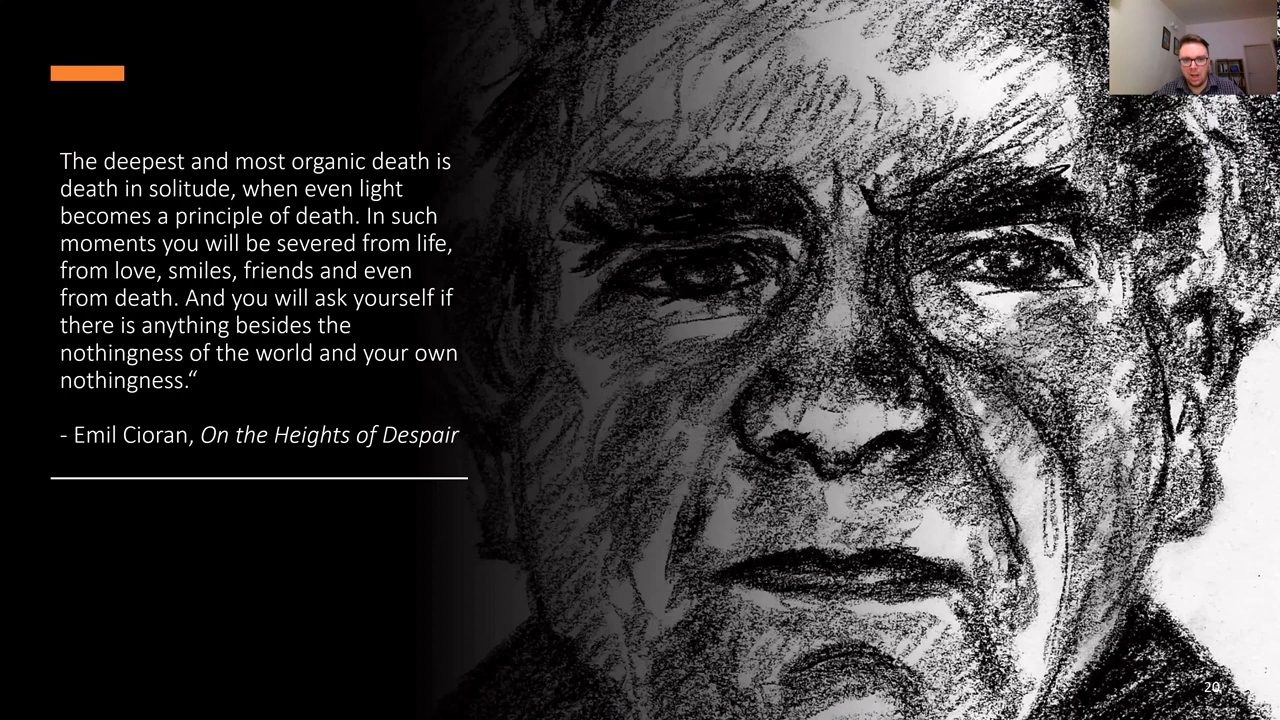 The deepest and most organic death is
death in solitude, when even light
becomes a principle of death. In such
moments you will be severed from life,
from love, smiles, friends and even
from death. And you will ask yourself if
there is anything besides the
nothingness of the world and your own
nothingness.“
- Emil Cioran, On the Heights of Despair
20